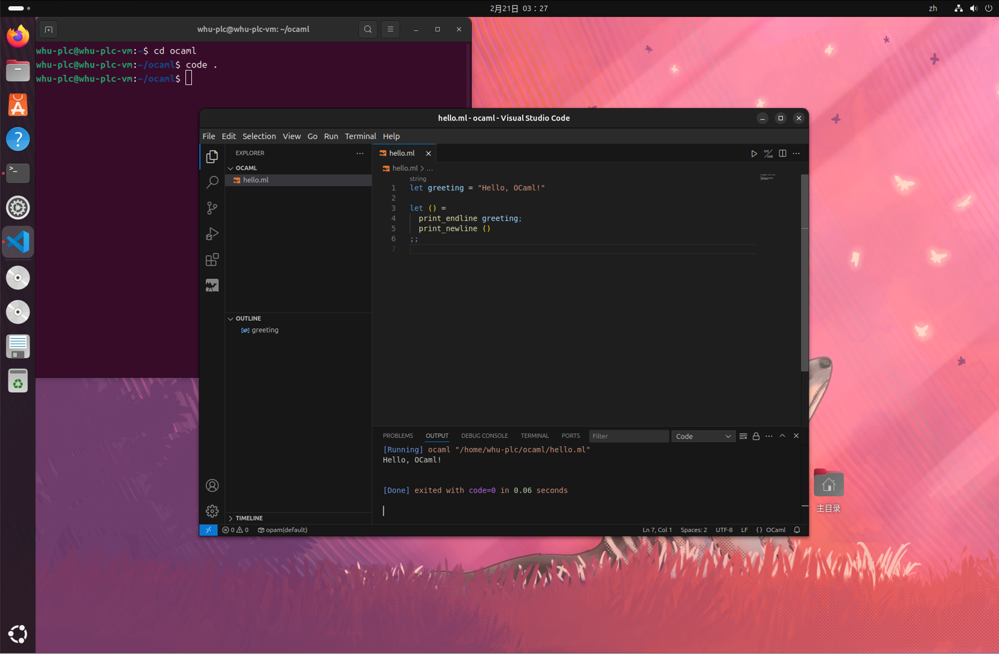 2月21日 03：27
zh
whu-plc@whu-plc-vm: ~/ocaml
whu-plc@whu-plc-vm:~$ cd ocaml
whu-plc@whu-plc-vm:~/ocaml$ code .
whu-plc@whu-plc-vm:~/ocaml$
hello.ml - ocaml - Visual Studio Code
File Edit Selection View Go Run Terminal Help
EXPLORER
OCAML
hello.ml
OUTLINE
greeting
TIMELINE
hello.ml
hello.ml > ...
string
1 let greeting = "Hello, OCaml!"
2
3 let () =
4 print_endline greeting;
5 print_newline ()
6 ;;
7
PROBLEMS OUTPUT DEBUG CONSOLE TERMINAL PORTS Filter Code
[Running] ocaml "/home/whu-plc/ocaml/hello.ml"
Hello, OCaml!
[Done] exited with code=0 in 0.06 seconds
0 0 opam(default) Ln 7, Col 1 Spaces: 2 UTF-8 LF {} OCaml
主目录